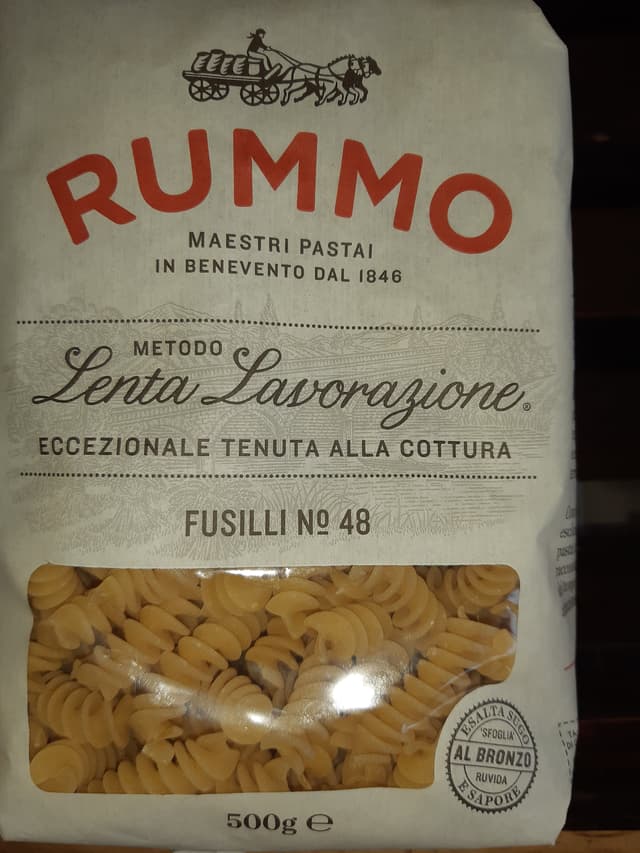 RUMMO
MAESTRI PASTAI
IN BENEVENTO DAL 1846
METODO
Lenta Lavorazione®
ECCEZIONALE TENUTA ALLA COTTURA
FUSILLI Nº 48
ESALTA SUGO
'SFOGLIA'
AL BRONZO
RUVIDA
E SAPORE
500g ℮